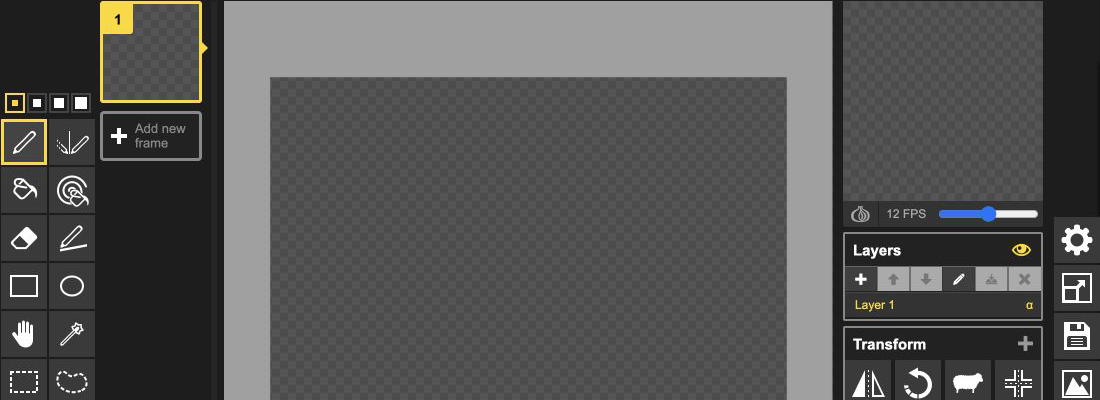 1
Add new
frame
12 FPS
Layers
Layer 1
α
Transform